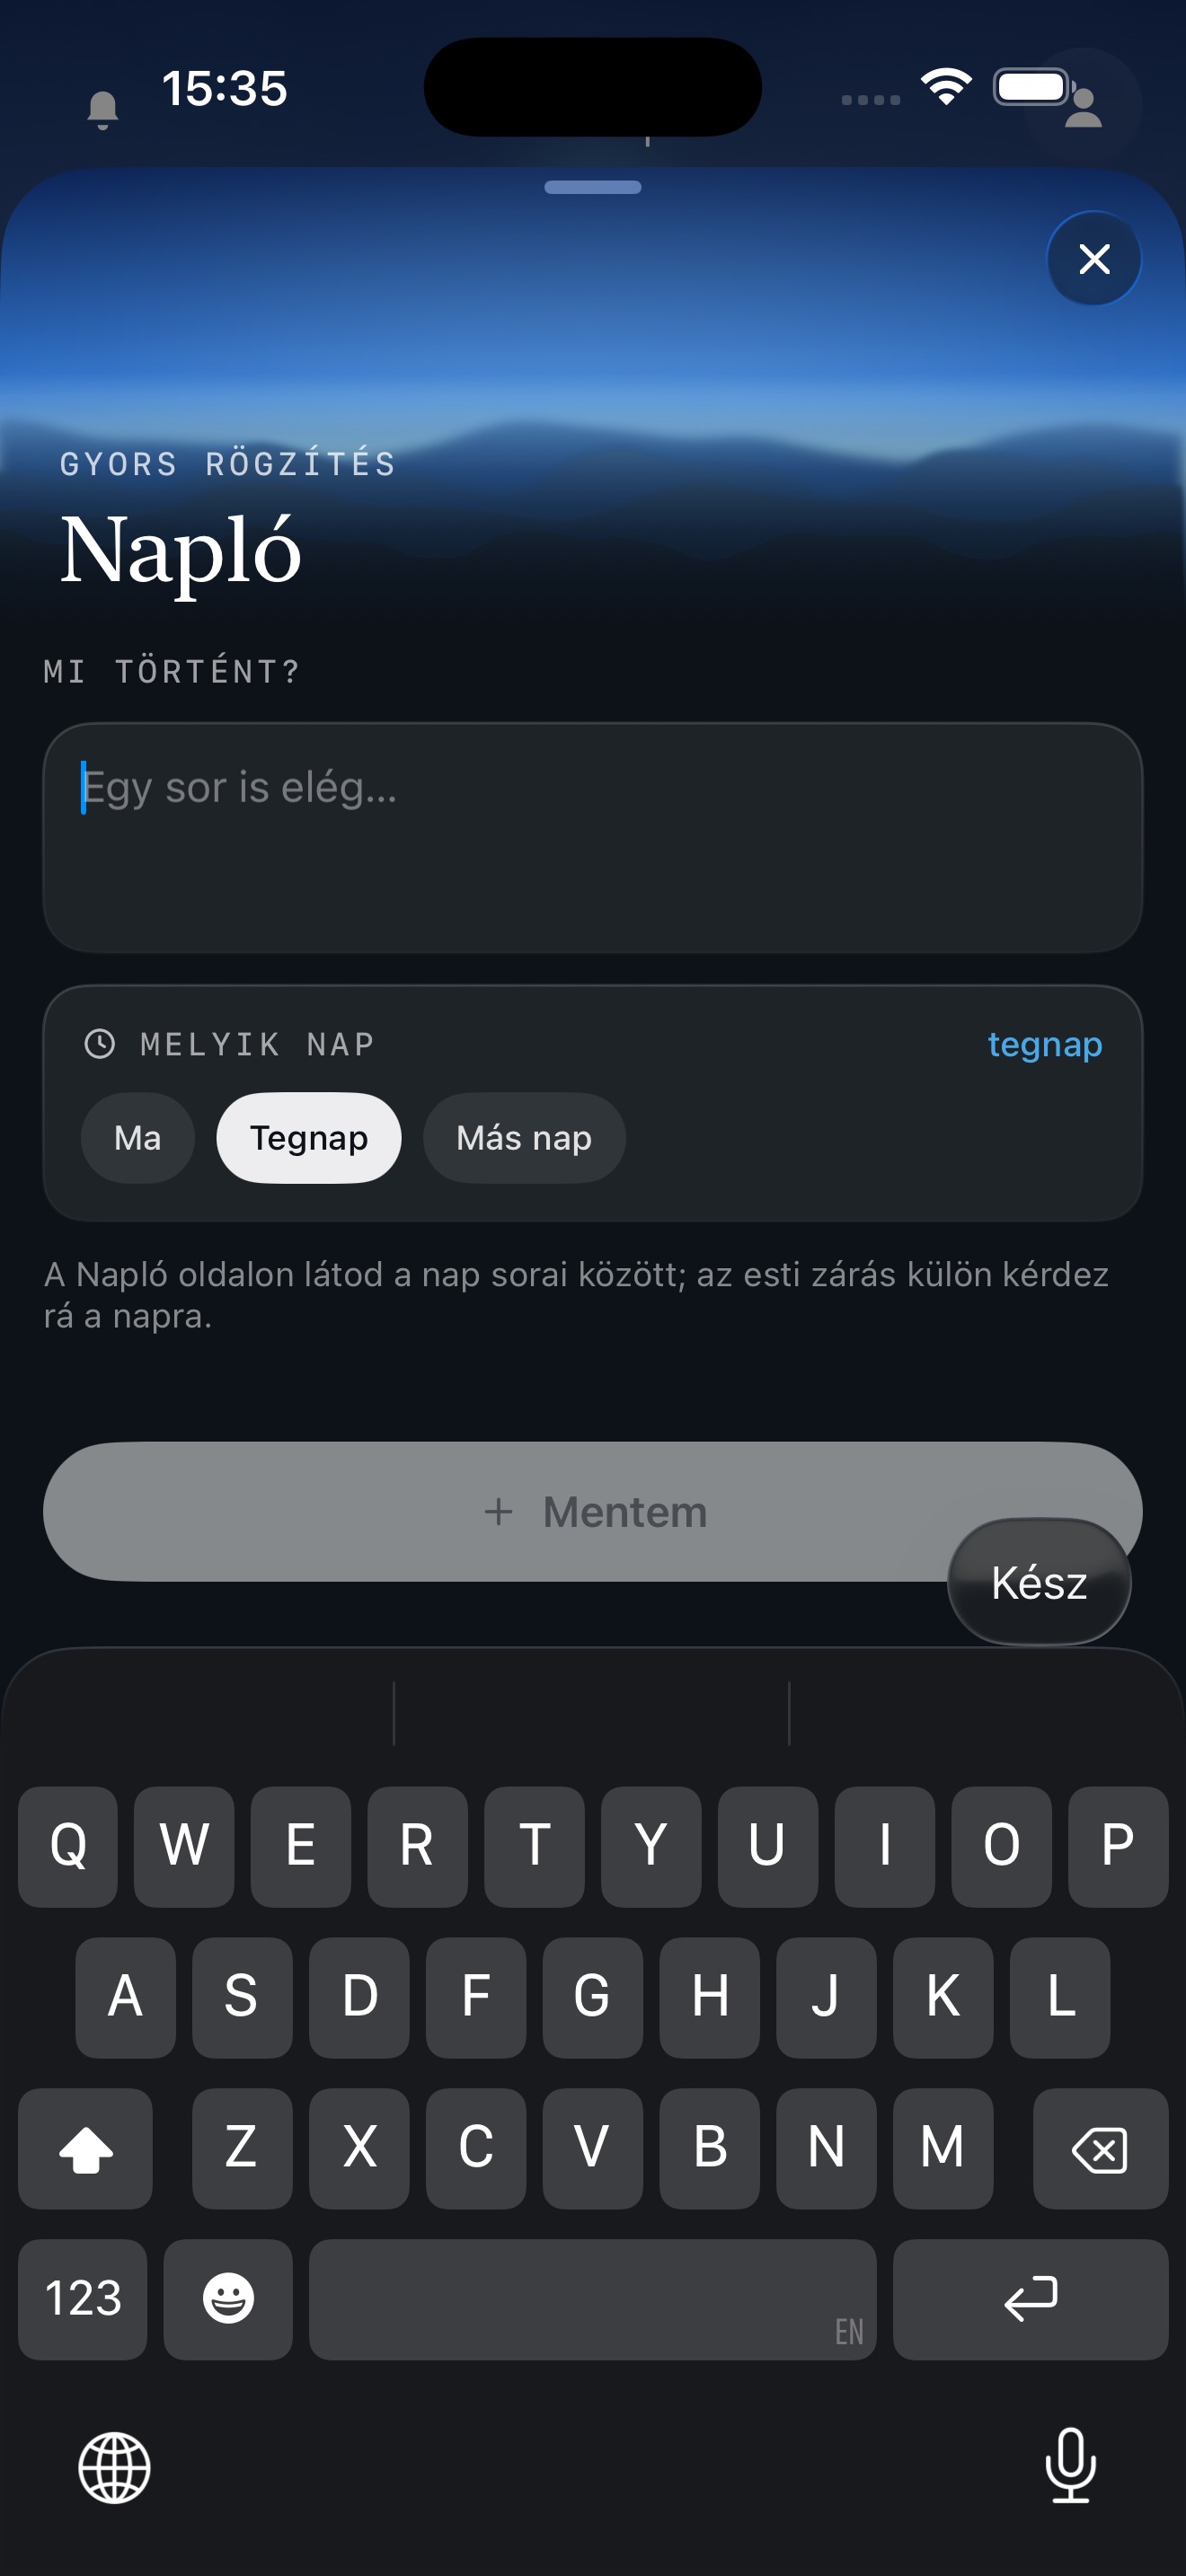 15:35
GYORS RÖGZÍTÉS
Napló
MI TÖRTÉNT?
Egy sor is elég...
MELYIK NAP
tegnap
Ma
Tegnap
Más nap
A Napló oldalon látod a nap sorai között; az esti zárás külön kérdez
rá a napra.
+ Mentem
Kész
Q W E R T Y U I O P
A S D F G H J K L
Z X C V B N M
123
EN